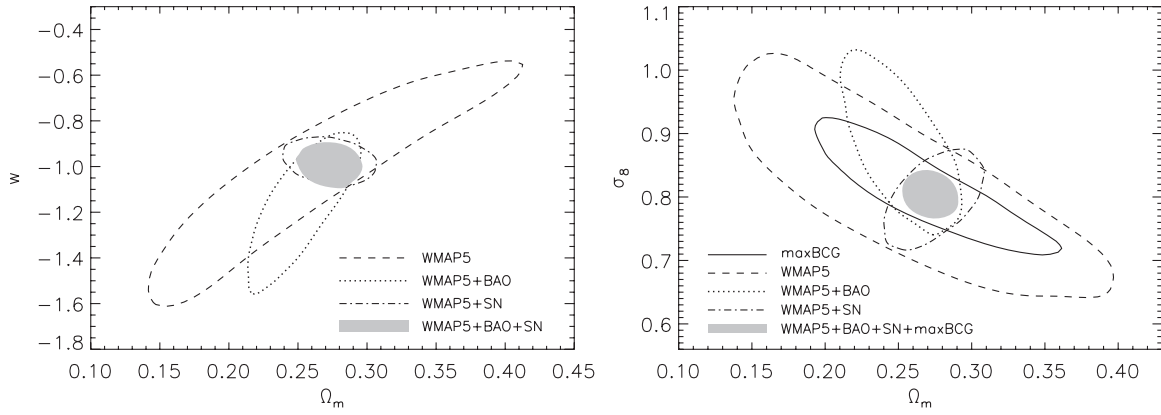 −0.4
−0.6
−0.8
−1.0
−1.2
−1.4
−1.6
−1.8
w
0.10 0.15 0.20 0.25 0.30 0.35 0.40 0.45
Ωm
WMAP5
WMAP5+BAO
WMAP5+SN
WMAP5+BAO+SN
1.1
1.0
0.9
0.8
0.7
0.6
σ8
0.10 0.15 0.20 0.25 0.30 0.35 0.40
Ωm
maxBCG
WMAP5
WMAP5+BAO
WMAP5+SN
WMAP5+BAO+SN+maxBCG